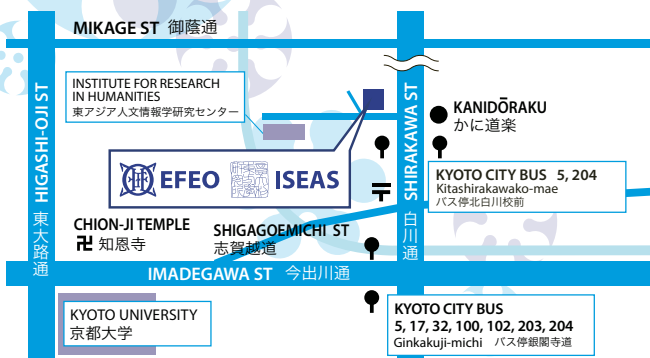 MIKAGE ST 御蔭通
HIGASHI-OJI ST 東大路通
INSTITUTE FOR RESEARCH
IN HUMANITIES
東アジア人文情報学研究センター
SHIRAKAWA ST 白川通
KANIDŌRAKU
かに道楽
EFEO ISEAS
KYOTO CITY BUS 5, 204
Kitashirakawako-mae
バス停北白川校前
CHION-JI TEMPLE
卍 知恩寺
SHIGAGOEMICHI ST
志賀越道
IMADEGAWA ST 今出川通
KYOTO UNIVERSITY
京都大学
KYOTO CITY BUS
5, 17, 32, 100, 102, 203, 204
Ginkakuji-michi バス停銀閣寺道